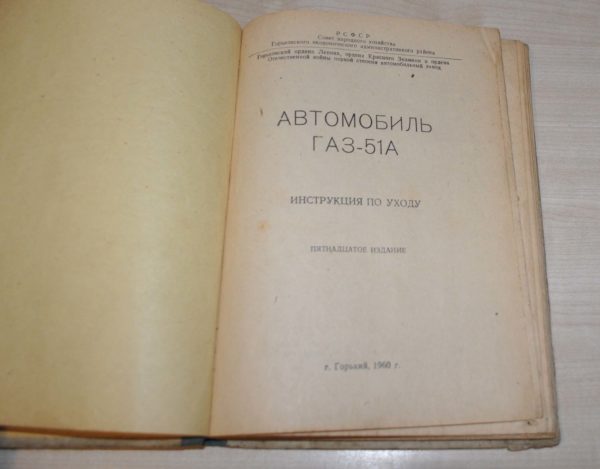 РСФСР
Совет народного хозяйства
Горьковского экономического административного района
Горьковский ордена Ленина, ордена Красного Знамени и ордена
Отечественной войны первой степени автомобильный завод
АВТОМОБИЛЬ
ГАЗ-51А
ИНСТРУКЦИЯ ПО УХОДУ
ПЯТНАДЦАТОЕ ИЗДАНИЕ
г. Горький, 1960 г.